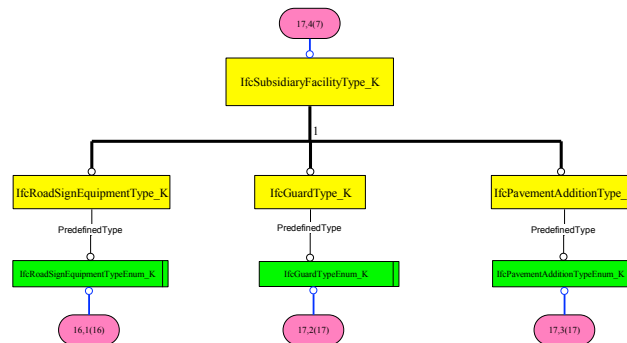 17,4(7)
IfcSubsidiaryFacilityType_K
1
IfcRoadSignEquipmentType_K
IfcGuardType_K
IfcPavementAdditionType_
PredefinedType
PredefinedType
PredefinedType
IfcRoadSignEquipmentTypeEnum_K
IfcGuardTypeEnum_K
IfcPavementAdditionTypeEnum_K
16,1(16)
17,2(17)
17,3(17)